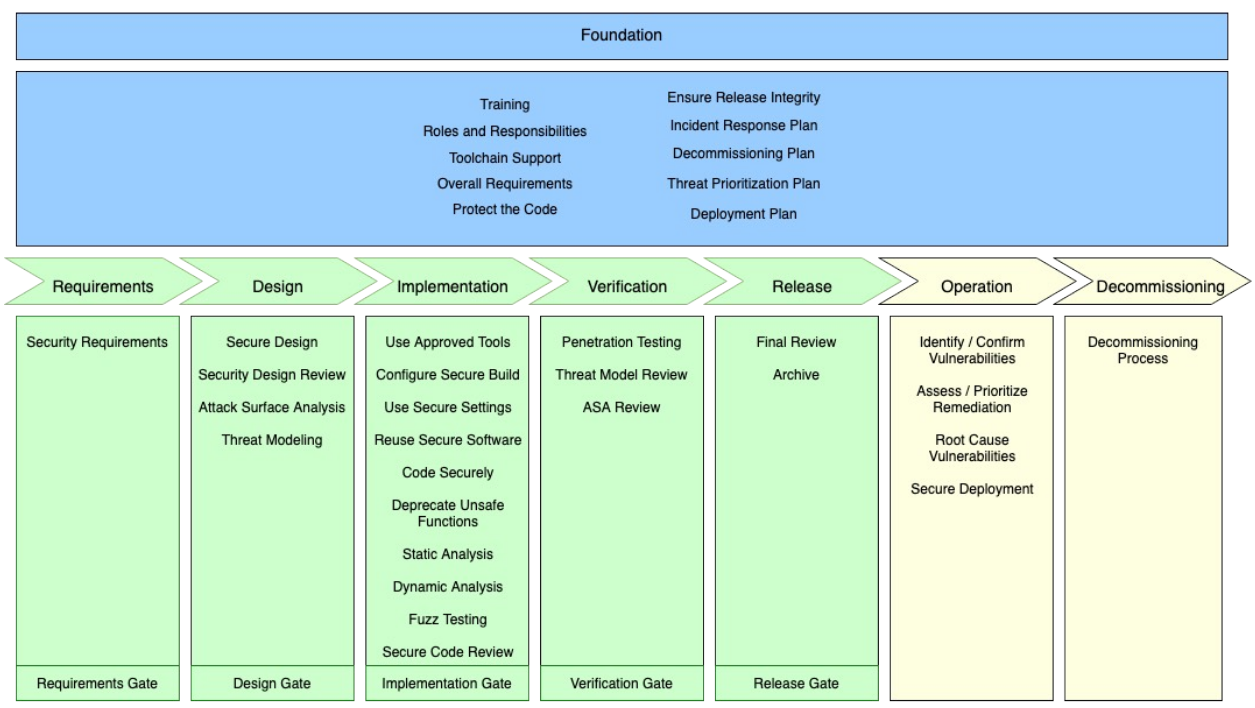 Foundation
Training
Roles and Responsibilities
Toolchain Support
Overall Requirements
Protect the Code
Ensure Release Integrity
Incident Response Plan
Decommissioning Plan
Threat Prioritization Plan
Deployment Plan
Requirements
Design
Implementation
Verification
Release
Operation
Decommissioning
Security Requirements
Requirements Gate
Secure Design
Security Design Review
Attack Surface Analysis
Threat Modeling
Design Gate
Use Approved Tools
Configure Secure Build
Use Secure Settings
Reuse Secure Software
Code Securely
Deprecate Unsafe
Functions
Static Analysis
Dynamic Analysis
Fuzz Testing
Secure Code Review
Implementation Gate
Penetration Testing
Threat Model Review
ASA Review
Verification Gate
Final Review
Archive
Release Gate
Identify / Confirm
Vulnerabilities
Assess / Prioritize
Remediation
Root Cause
Vulnerabilities
Secure Deployment
Decommissioning
Process